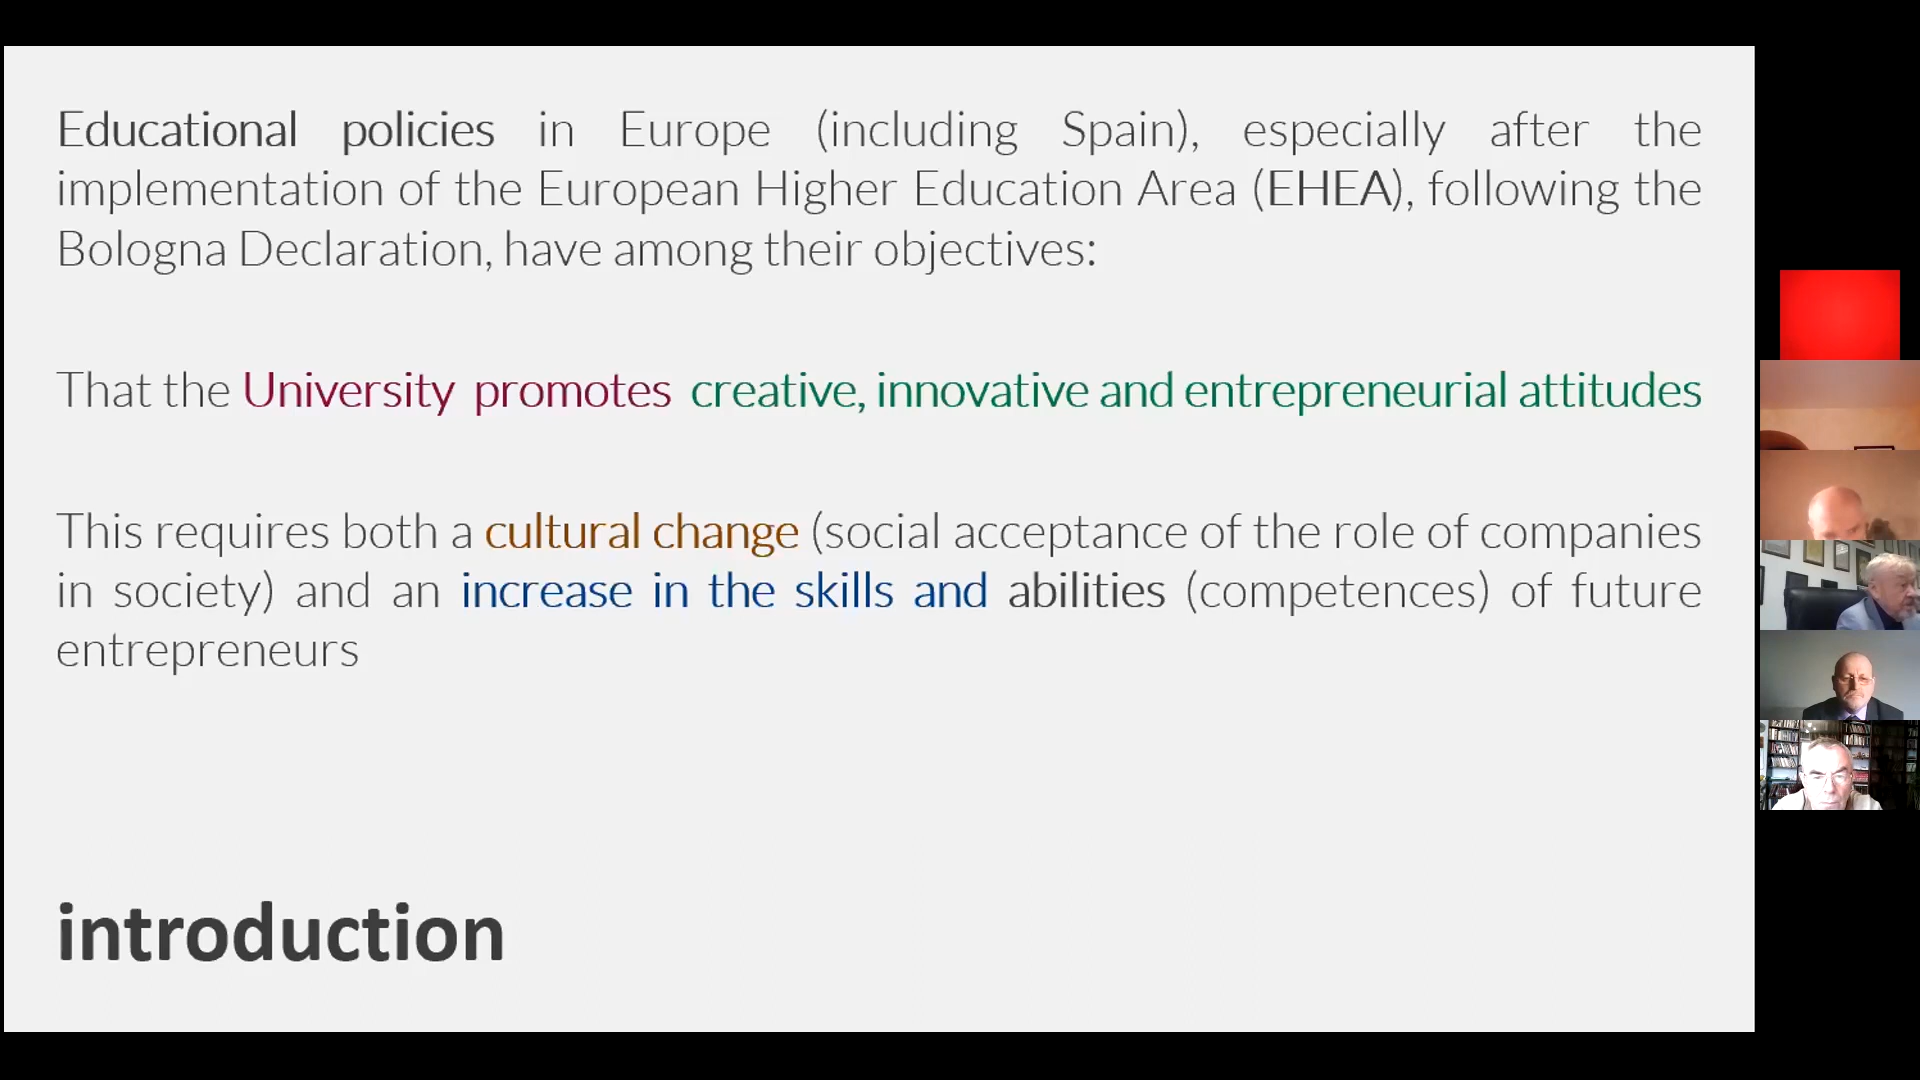 Educational policies in Europe (including Spain), especially after the
implementation of the European Higher Education Area (EHEA), following the
Bologna Declaration, have among their objectives:
That the University promotes creative, innovative and entrepreneurial attitudes
This requires both a cultural change (social acceptance of the role of companies
in society) and an increase in the skills and abilities (competences) of future
entrepreneurs
introduction